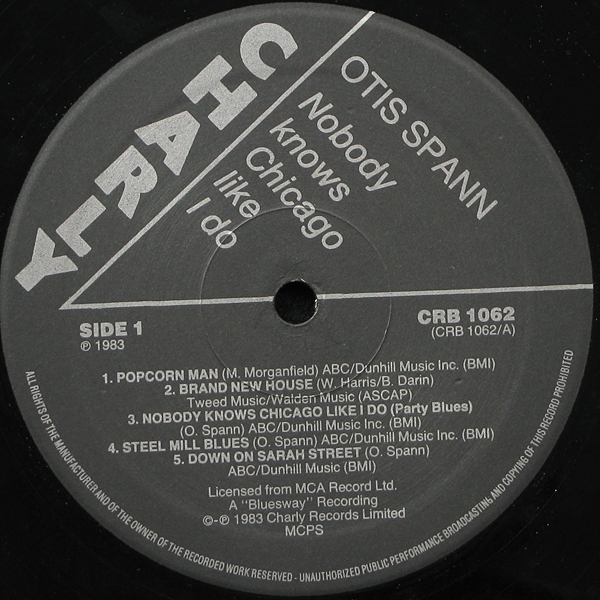 CHARLY
OTIS SPANN
Nobody
knows
Chicago
like
I do
SIDE 1
℗ 1983
CRB 1062
(CRB 1062/A)
1. POPCORN MAN (M. Morganfield) ABC/Dunhill Music Inc. (BMI)
2. BRAND NEW HOUSE (W. Harris/B. Darin)
Tweed Music/Walden Music (ASCAP)
3. NOBODY KNOWS CHICAGO LIKE I DO (Party Blues)
(O. Spann) ABC/Dunhill Music Inc. (BMI)
4. STEEL MILL BLUES (O. Spann) ABC/Dunhill Music Inc. (BMI)
5. DOWN ON SARAH STREET (O. Spann)
ABC/Dunhill Music (BMI)
Licensed from MCA Record Ltd.
A "Bluesway" Recording
©-℗ 1983 Charly Records Limited
MCPS
ALL RIGHTS OF THE MANUFACTURER AND OF THE OWNER OF THE RECORDED WORK RESERVED - UNAUTHORIZED PUBLIC PERFORMANCE BROADCASTING AND COPYING OF THIS RECORD PROHIBITED